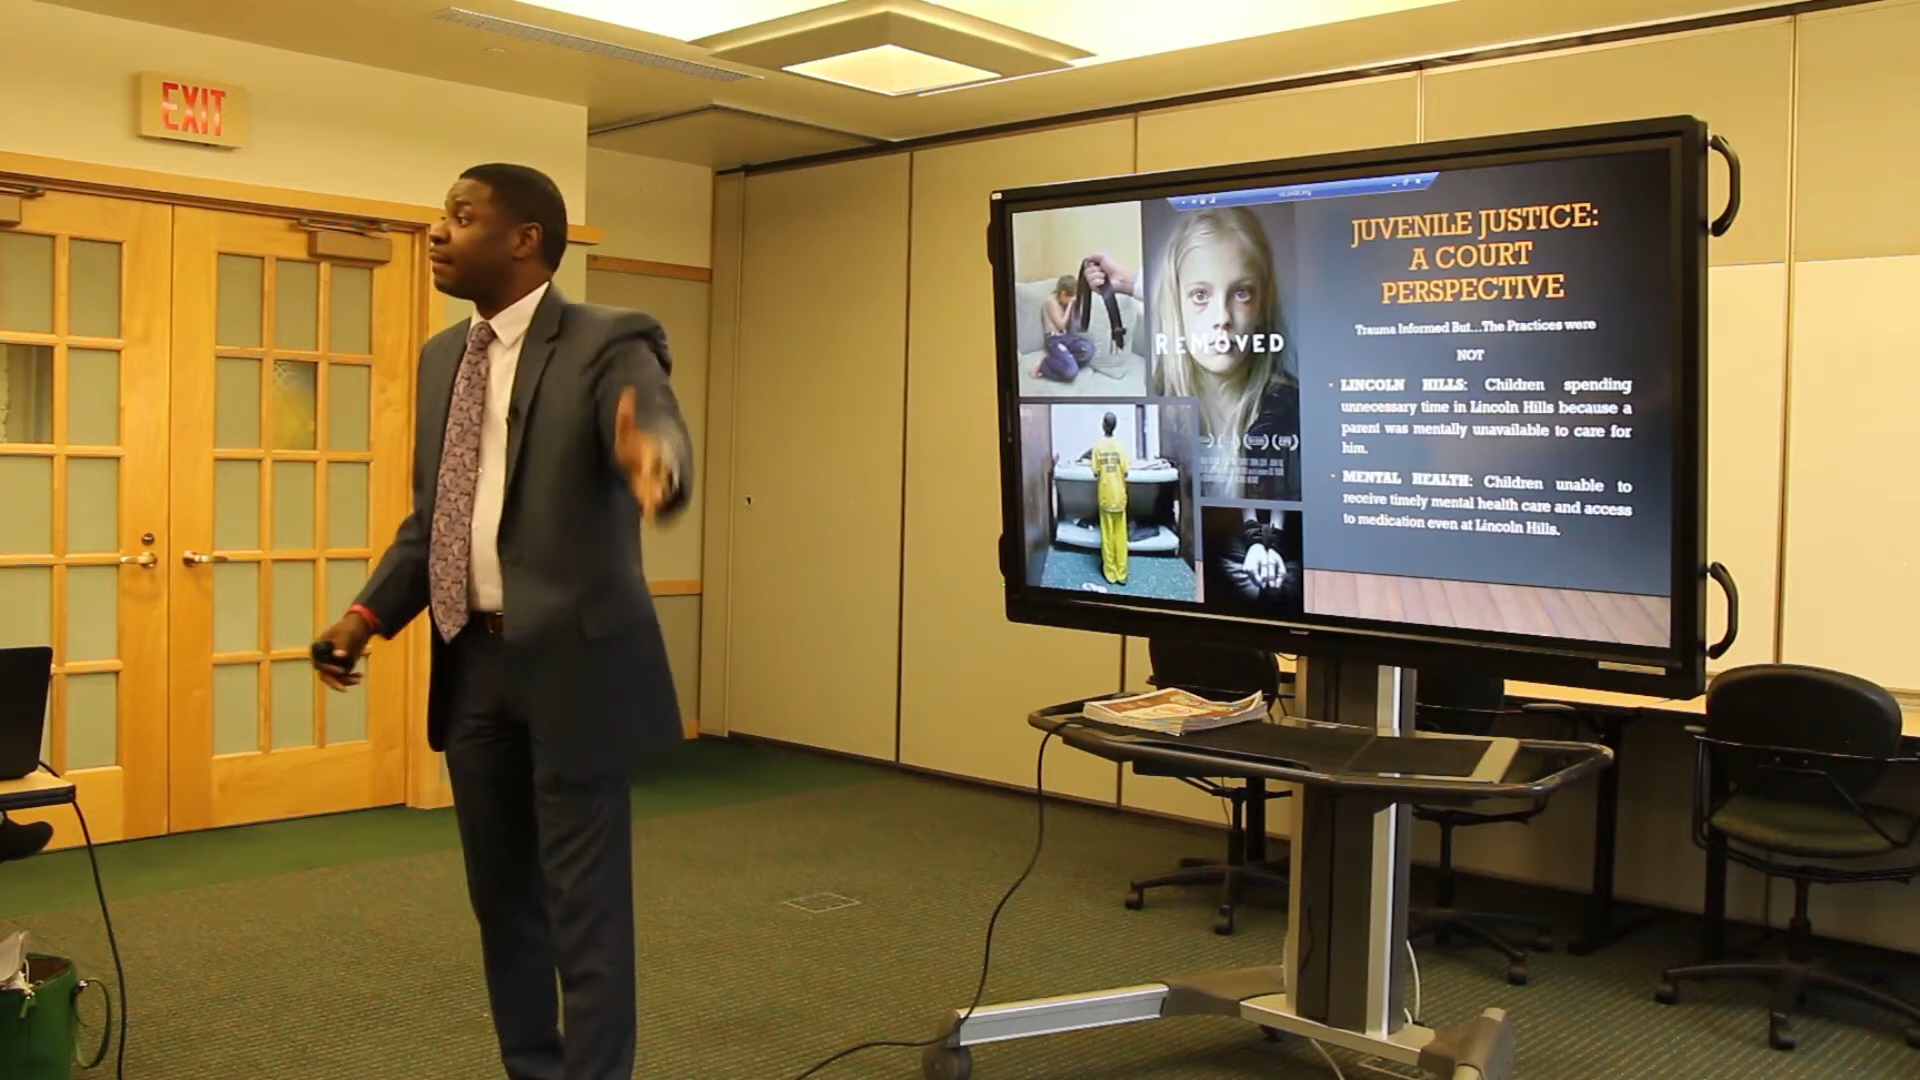 EXIT
REMOVED
JUVENILE JUSTICE:
A COURT
PERSPECTIVE
Trauma Informed But...The Practices were
NOT
• LINCOLN HILLS: Children spending
unnecessary time in Lincoln Hills because a
parent was mentally unavailable to care for
him.
• MENTAL HEALTH: Children unable to
receive timely mental health care and access
to medication even at Lincoln Hills.